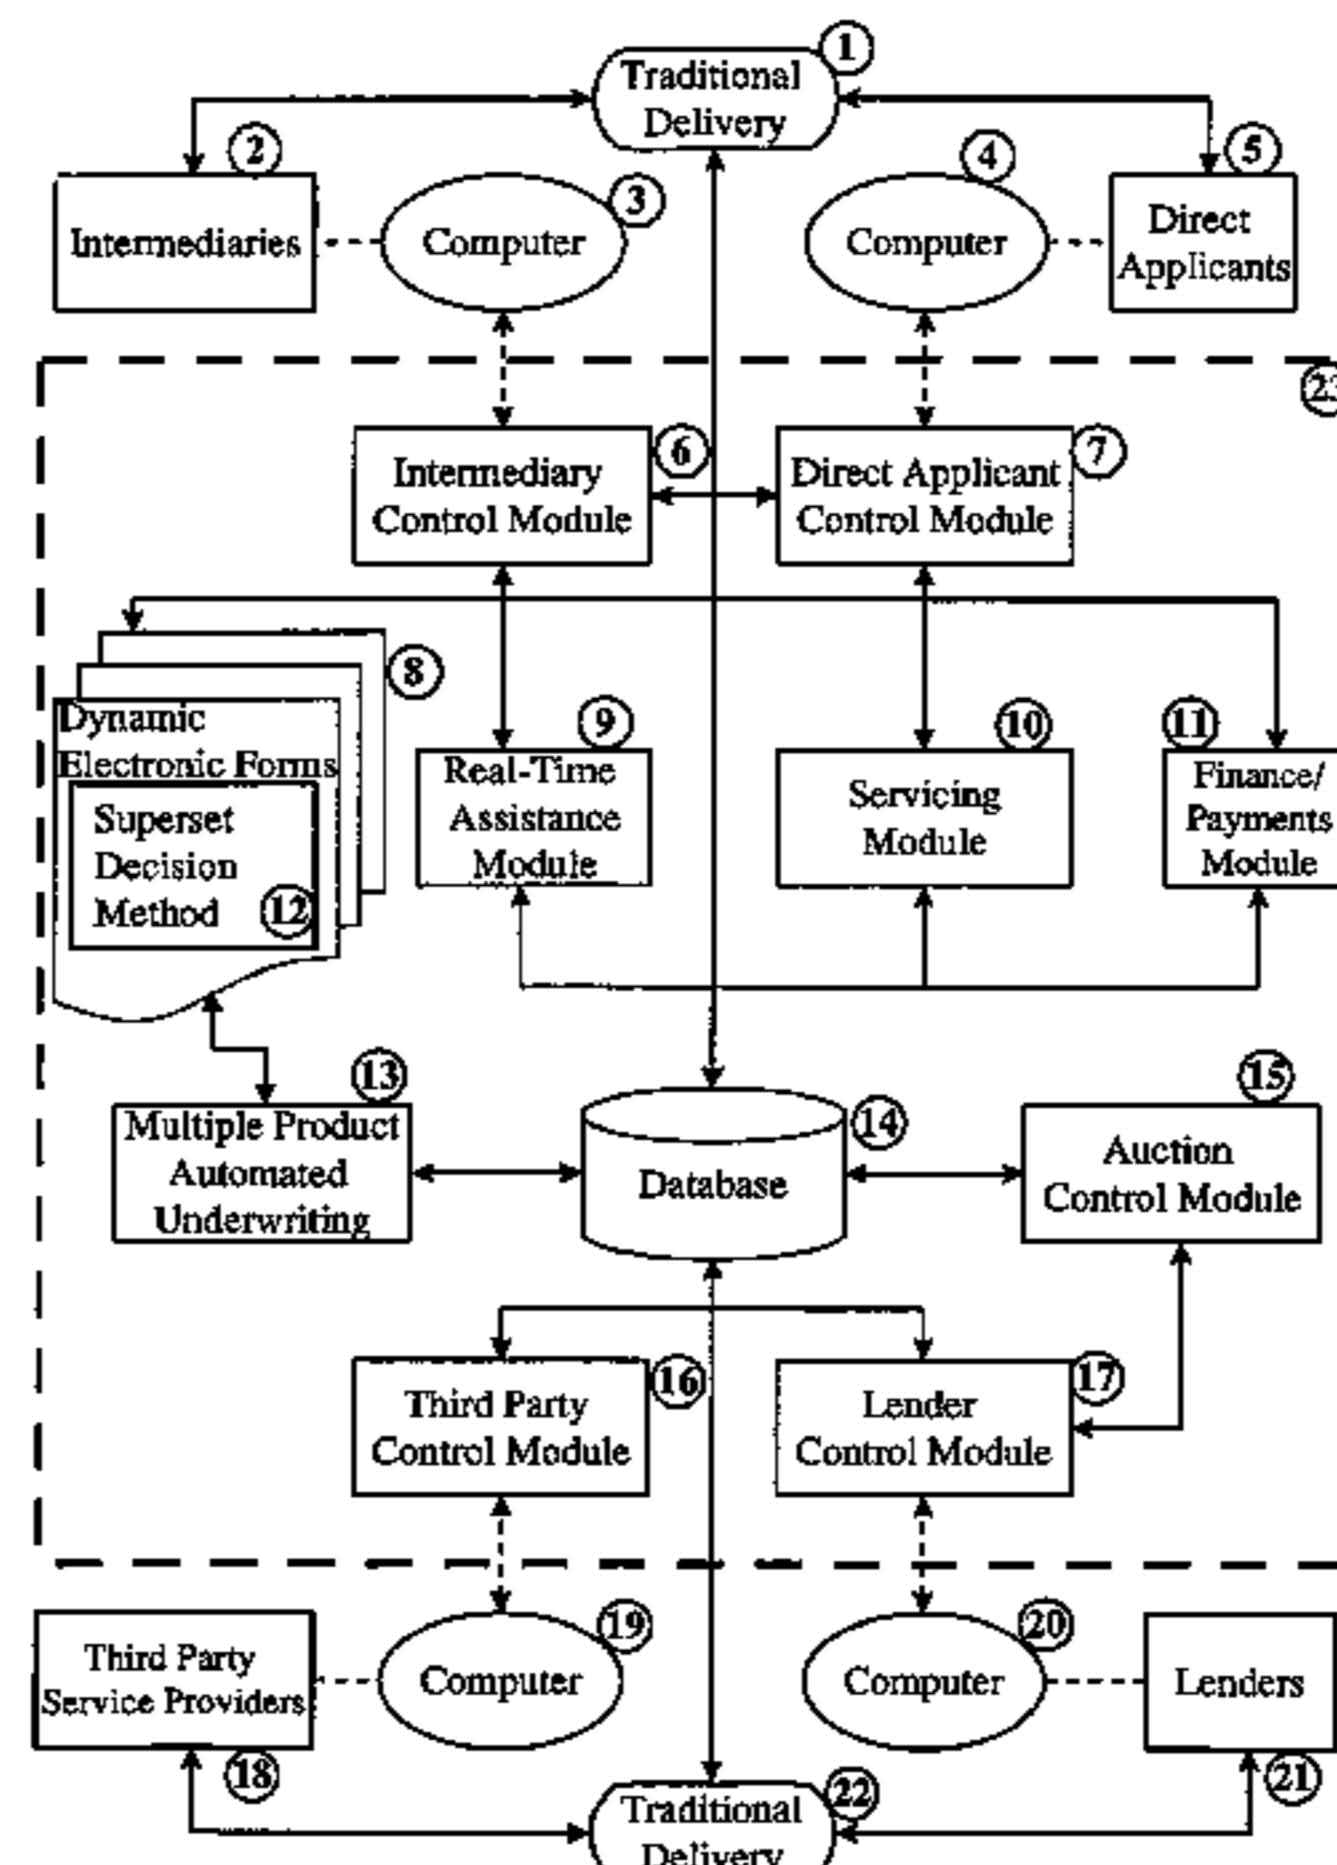 1
Traditional
Delivery
2
Intermediaries
3
Computer
4
Computer
5
Direct
Applicants
23
6
Intermediary
Control Module
7
Direct Applicant
Control Module
8
Dynamic
Electronic Forms
Superset
Decision
Method
12
9
Real-Time
Assistance
Module
10
Servicing
Module
11
Finance/
Payments
Module
13
Multiple Product
Automated
Underwriting
14
Database
15
Auction
Control Module
16
Third Party
Control Module
17
Lender
Control Module
Third Party
Service Providers
18
19
Computer
20
Computer
Lenders
21
22
Traditional
Delivery